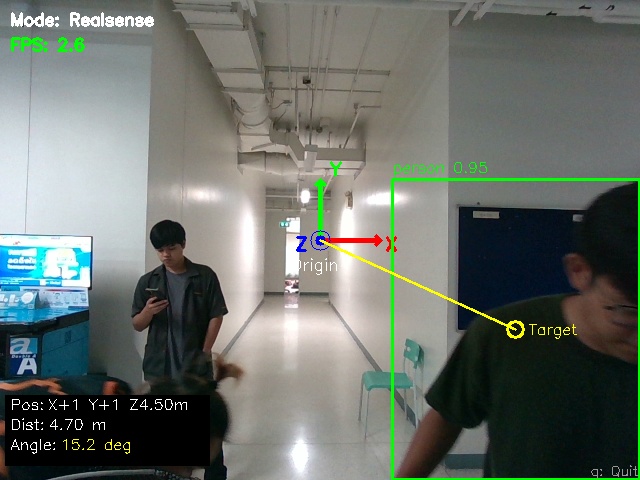 Mode: Realsense
FPS: 2.6
person 0.95
Y
Z
X
Origin
Target
a
A
Pos: X+1 Y+1 Z4.50m
Dist: 4.70 m
Angle: 15.2 deg
q: Quit